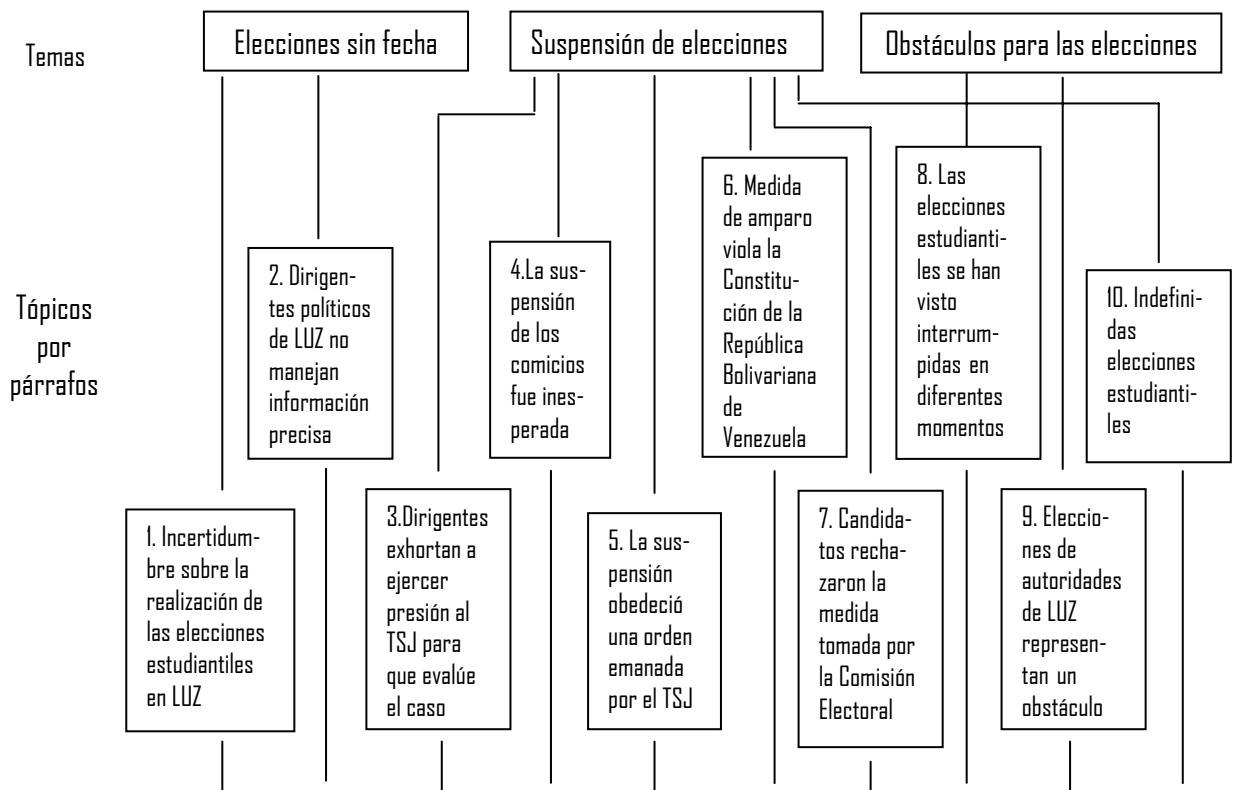 Temas
Elecciones sin fecha
Suspensión de elecciones
Obstáculos para las elecciones
Tópicos
por
párrafos
1. Incertidum-
bre sobre la
realización de
las elecciones
estudiantiles
en LUZ
2. Dirigen-
tes políticos
de LUZ no
manejan
información
precisa
3.Dirigentes
exhortan a
ejercer
presión al
TSJ para
que evalúe
el caso
4.La sus-
pensión
de los
comicios
fue ines-
perada
5. La sus-
pensión
obedeció
una orden
emanada
por el TSJ
6. Medida
de amparo
viola la
Constitu-
ción de la
República
Bolivariana
de
Venezuela
7. Candida-
tos recha-
zaron la
medida
tomada por
la Comisión
Electoral
8. Las
elecciones
estudianti-
les se han
visto
interrum-
pidas en
diferentes
momentos
9. Eleccio-
nes de
autoridades
de LUZ
represen-
tan un
obstáculo
10. Indefini-
das
elecciones
estudianti-
les